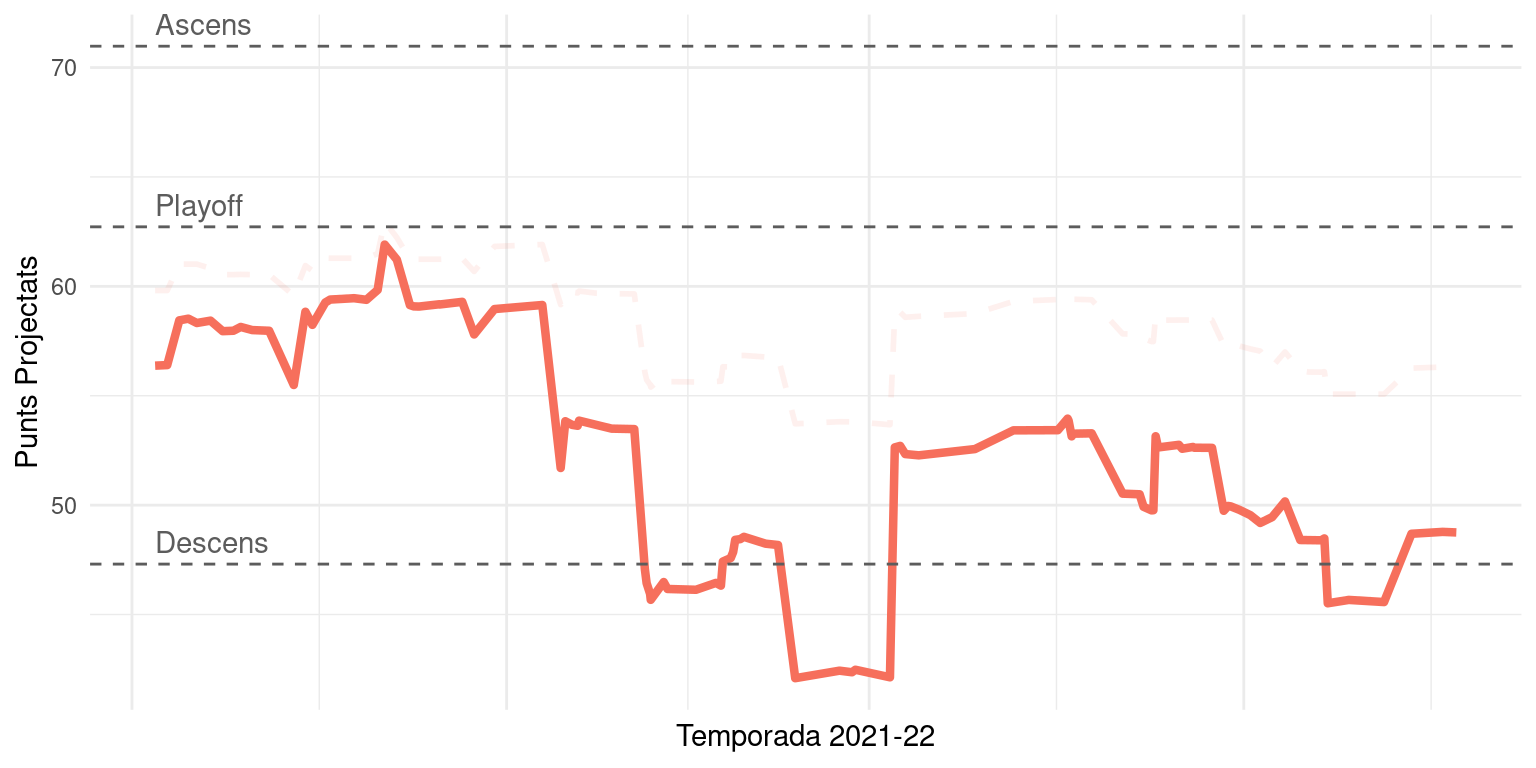 Ascens
70
Playoff
60
Punts Projectats
50
Descens
Temporada 2021-22